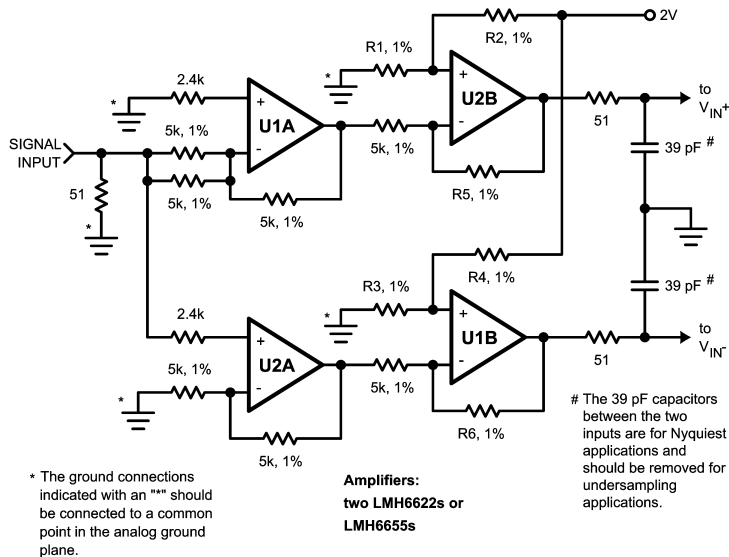 2V
R2, 1%
R1, 1%
*
2.4k
*
+
U2B
-
to
VIN+
51
+
U1A
-
5k, 1%
5k, 1%
SIGNAL
INPUT
39 pF #
51
5k, 1%
R5, 1%
5k, 1%
*
R4, 1%
R3, 1%
39 pF #
*
2.4k
+
U1B
-
to
VIN-
51
+
U2A
-
5k, 1%
5k, 1%
*
R6, 1%
5k, 1%
# The 39 pF capacitors
between the two
inputs are for Nyquiest
applications and
should be removed for
undersampling
applications.
* The ground connections
indicated with an "*" should
be connected to a common
point in the analog ground
plane.
Amplifiers:
two LMH6622s or
LMH6655s